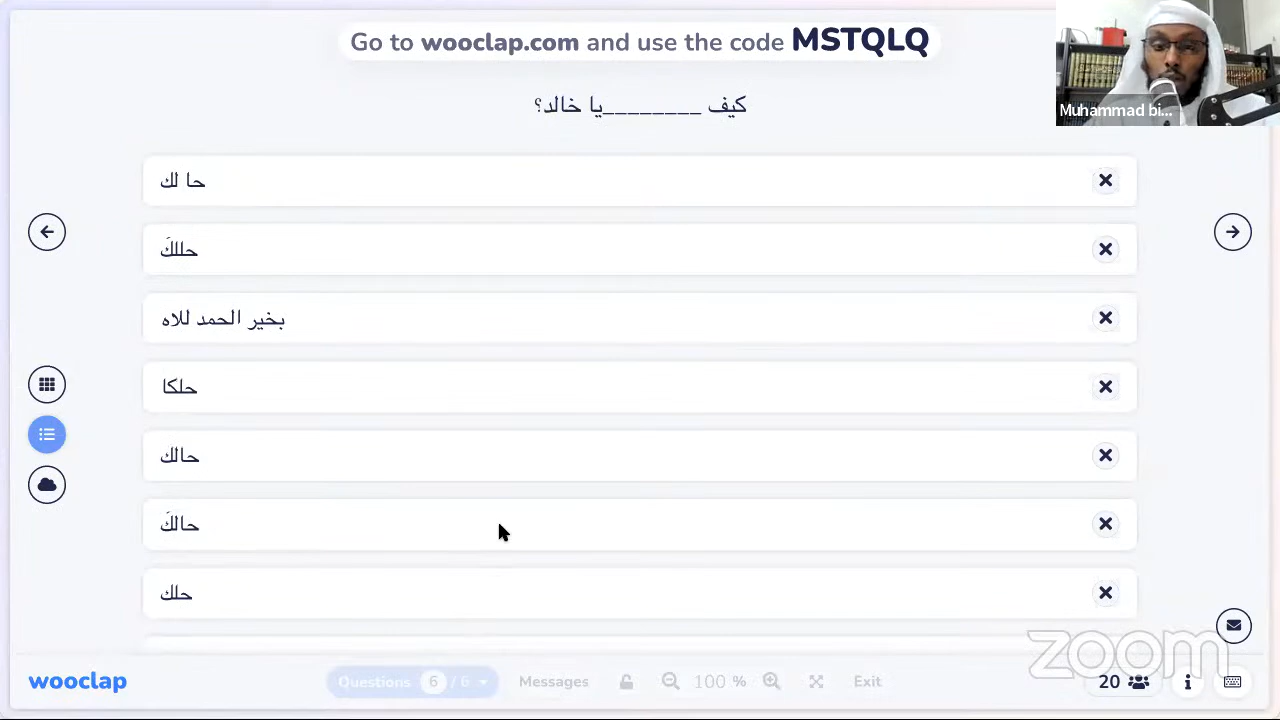 Go to wooclap.com and use the code MSTQLQ
Muhammad bi...
كيف ________يا خالد؟
حا لك
حللكَ
بخير الحمد للاه
حلكا
حالك
حالكَ
حلك
zoom
wooclap
Questions 6 / 6
Messages
100 %
Exit
20